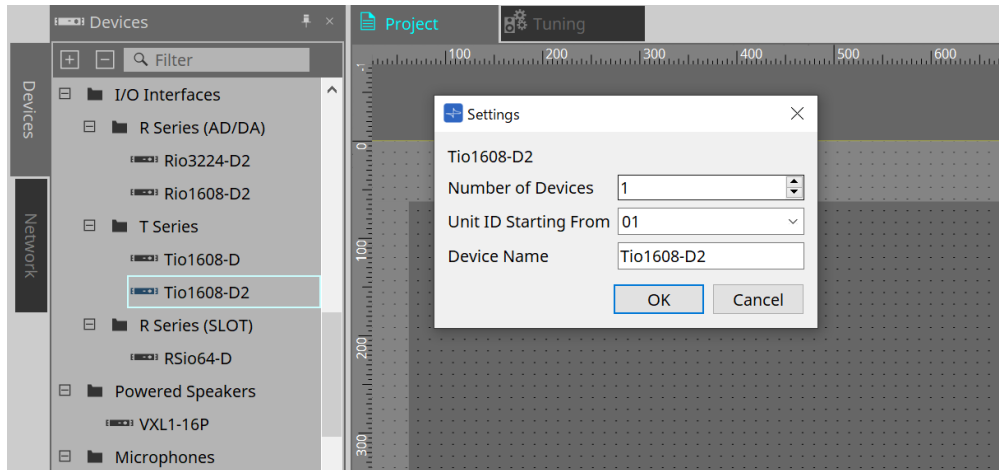 Devices
Project
Tuning
Filter
Devices
Network
I/O Interfaces
R Series (AD/DA)
Rio3224-D2
Rio1608-D2
T Series
Tio1608-D
Tio1608-D2
R Series (SLOT)
RSio64-D
Powered Speakers
VXL1-16P
Microphones
100
200
300
400
500
600
-1
0
100
200
300
Settings
Tio1608-D2
Number of Devices 1
Unit ID Starting From 01
Device Name Tio1608-D2
OK
Cancel